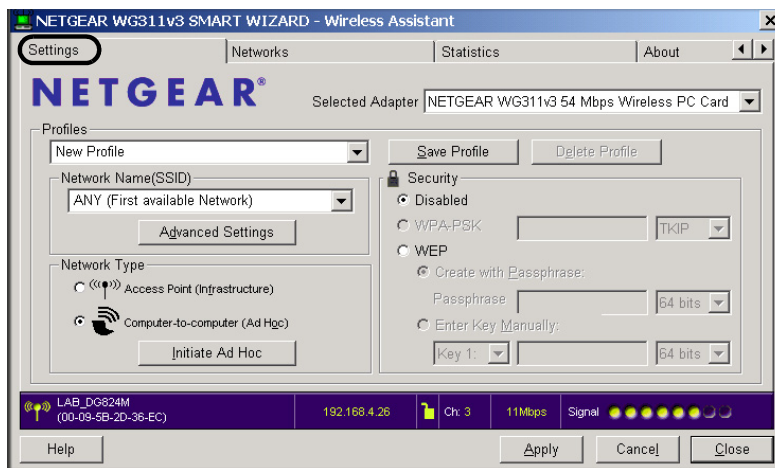 NETGEAR WG311v3 SMART WIZARD - Wireless Assistant
Settings Networks Statistics About
NETGEAR®
Selected Adapter NETGEAR WG311v3 54 Mbps Wireless PC Card
Profiles
New Profile Save Profile Delete Profile
Network Name(SSID)
ANY (First available Network)
Advanced Settings
Security
Disabled
WPA-PSK TKIP
WEP
Create with Passphrase:
Passphrase 64 bits
Enter Key Manually:
Key 1: 64 bits
Network Type
Access Point (Infrastructure)
Computer-to-computer (Ad Hoc)
Initiate Ad Hoc
LAB_DG824M
(00-09-5B-2D-36-EC)
192.168.4.26 Ch: 3 11Mbps Signal
Help Apply Cancel Close